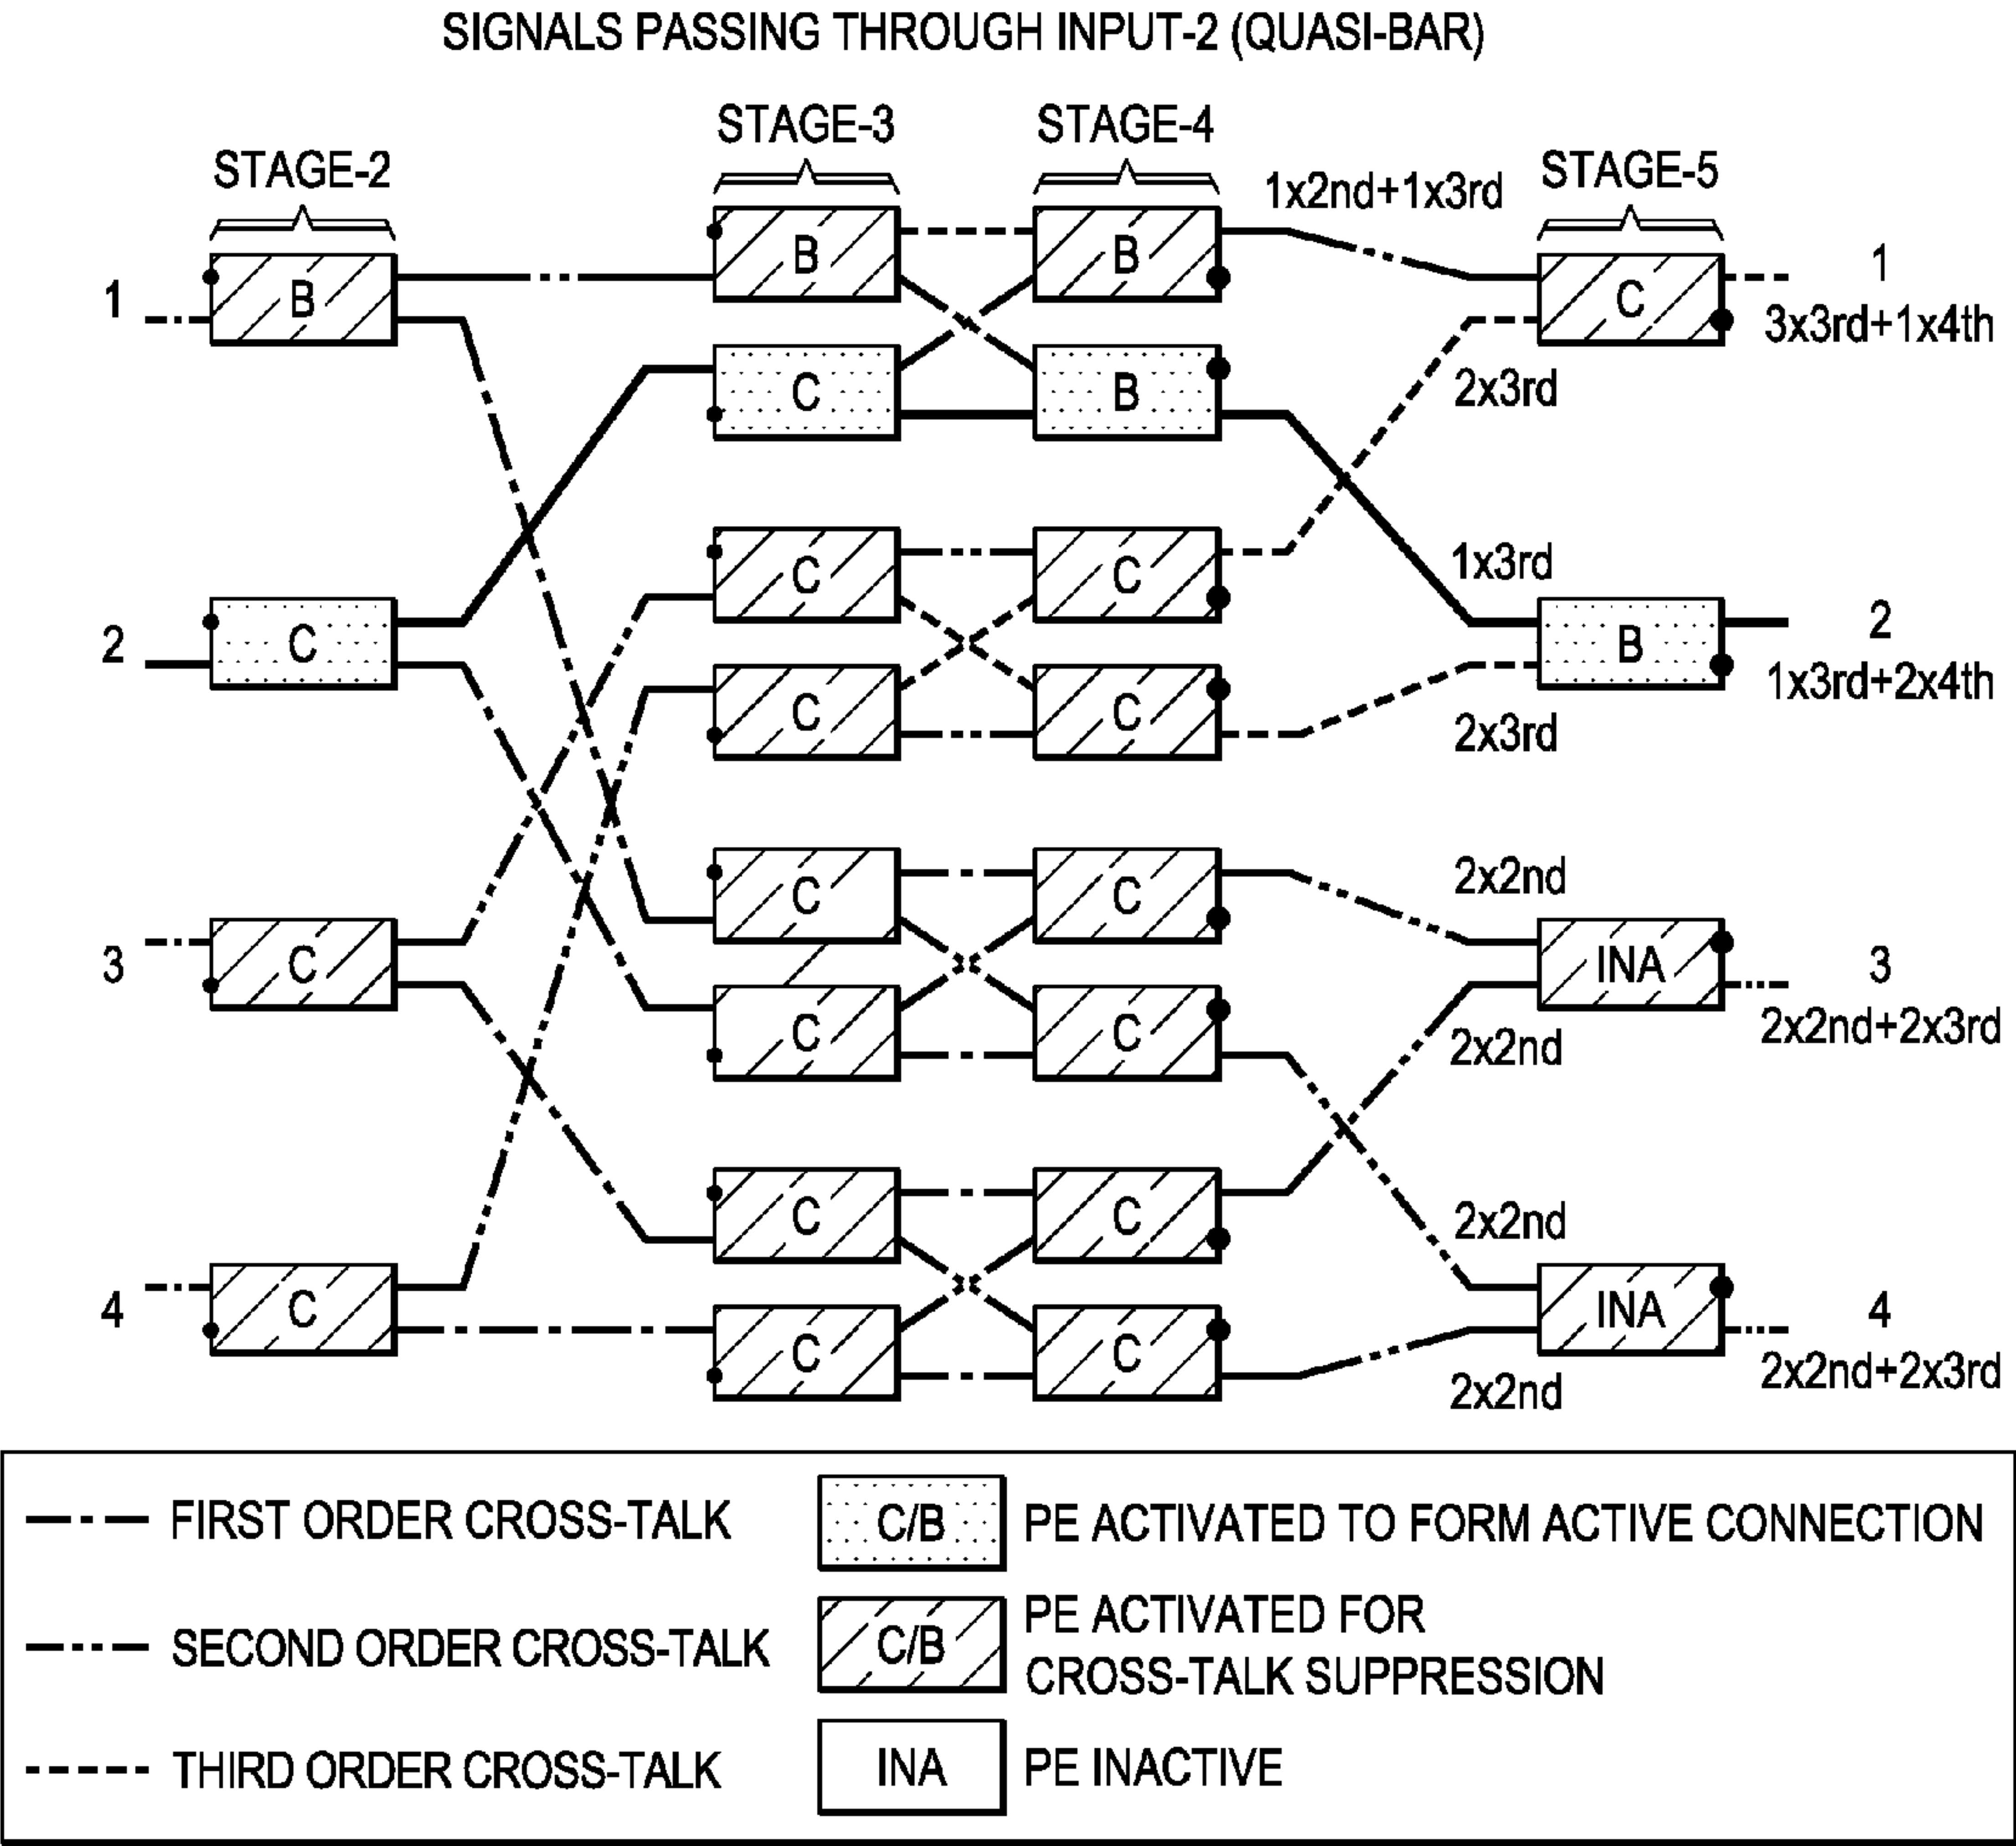 SIGNALS PASSING THROUGH INPUT-2 (QUASI-BAR)
STAGE-2
STAGE-3
STAGE-4
STAGE-5
1x2nd+1x3rd
1
B
B
B
C
1
3x3rd+1x4th
2x3rd
C
B
2
C
C
C
1x3rd
B
2
1x3rd+2x4th
C
C
2x3rd
3
C
C
C
2x2nd
INA
3
2x2nd+2x3rd
C
C
2x2nd
4
C
C
C
2x2nd
INA
4
2x2nd+2x3rd
C
C
2x2nd
FIRST ORDER CROSS-TALK
C/B
PE ACTIVATED TO FORM ACTIVE CONNECTION
SECOND ORDER CROSS-TALK
C/B
PE ACTIVATED FOR
CROSS-TALK SUPPRESSION
THIRD ORDER CROSS-TALK
INA
PE INACTIVE